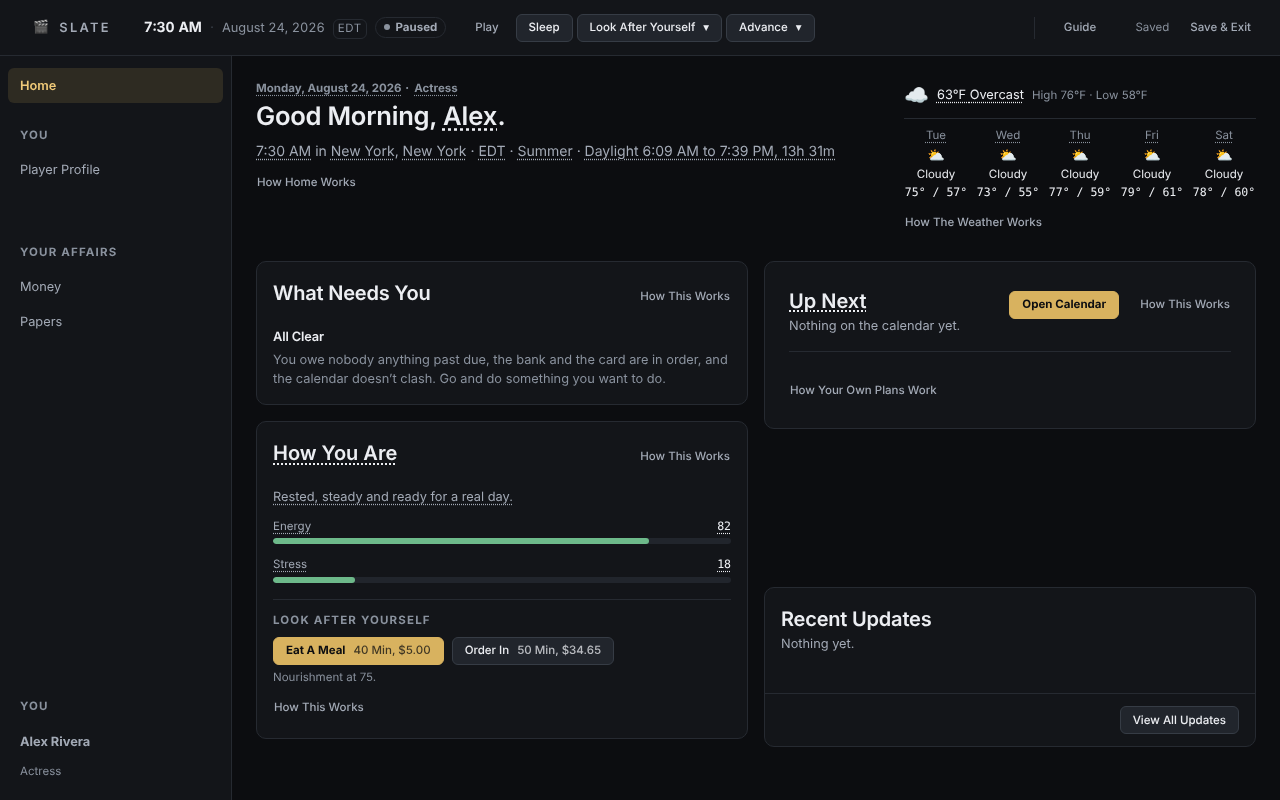 SLATE
7:30 AM · August 24, 2026 EDT
Paused
Play
Sleep
Look After Yourself ▾
Advance ▾
Guide
Saved
Save & Exit
Home
YOU
Player Profile
YOUR AFFAIRS
Money
Papers
YOU
Alex Rivera
Actress
Monday, August 24, 2026 · Actress
Good Morning, Alex.
7:30 AM in New York, New York · EDT · Summer · Daylight 6:09 AM to 7:39 PM, 13h 31m
How Home Works
63°F Overcast High 76°F · Low 58°F
Tue Wed Thu Fri Sat
Cloudy Cloudy Cloudy Cloudy Cloudy
75° / 57° 73° / 55° 77° / 59° 79° / 61° 78° / 60°
How The Weather Works
What Needs You
How This Works
All Clear
You owe nobody anything past due, the bank and the card are in order, and
the calendar doesn't clash. Go and do something you want to do.
How You Are
How This Works
Rested, steady and ready for a real day.
Energy 82
Stress 18
LOOK AFTER YOURSELF
Eat A Meal 40 Min, $5.00
Order In 50 Min, $34.65
Nourishment at 75.
How This Works
Up Next
Open Calendar
How This Works
Nothing on the calendar yet.
How Your Own Plans Work
Recent Updates
Nothing yet.
View All Updates